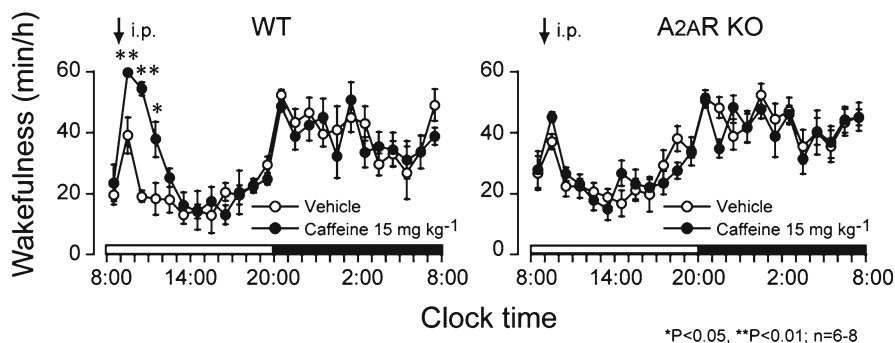 i.p. WT
** ** *
Wakefulness (min/h)
60
40
20
0
Vehicle
Caffeine 15 mg kg-1
8:00 14:00 20:00 2:00 8:00
i.p. A2AR KO
60
40
20
0
Vehicle
Caffeine 15 mg kg-1
8:00 14:00 20:00 2:00 8:00
Clock time
*P<0.05, **P<0.01; n=6-8